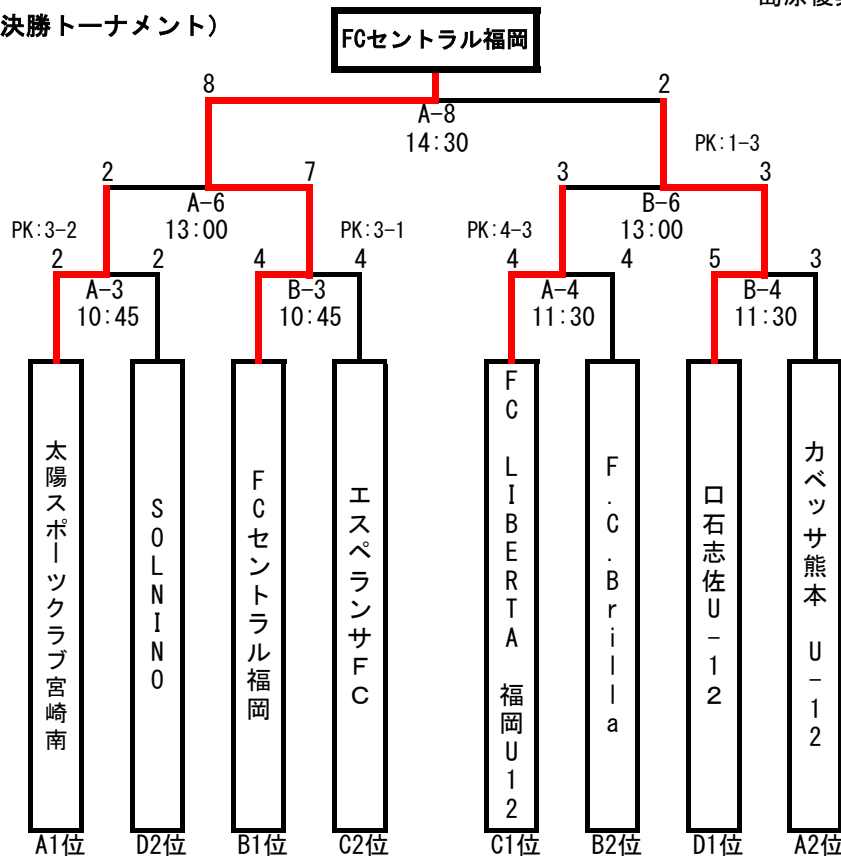 決勝トーナメント）
FCセントラル福岡
8
2
A-8
14:30
PK:1-3
2
7
3
3
A-6
13:00
B-6
13:00
PK:3-2
PK:3-1
PK:4-3
2
2
4
4
4
4
5
3
A-3
10:45
B-3
10:45
A-4
11:30
B-4
11:30
太陽スポーツクラブ宮崎南
SOLNINO
FCセントラル福岡
エスペランサFC
FC LIBERTA 福岡U12
F.C.Brilla
口石志佐U-12
カベッサ熊本 U-12
A1位
D2位
B1位
C2位
C1位
B2位
D1位
A2位